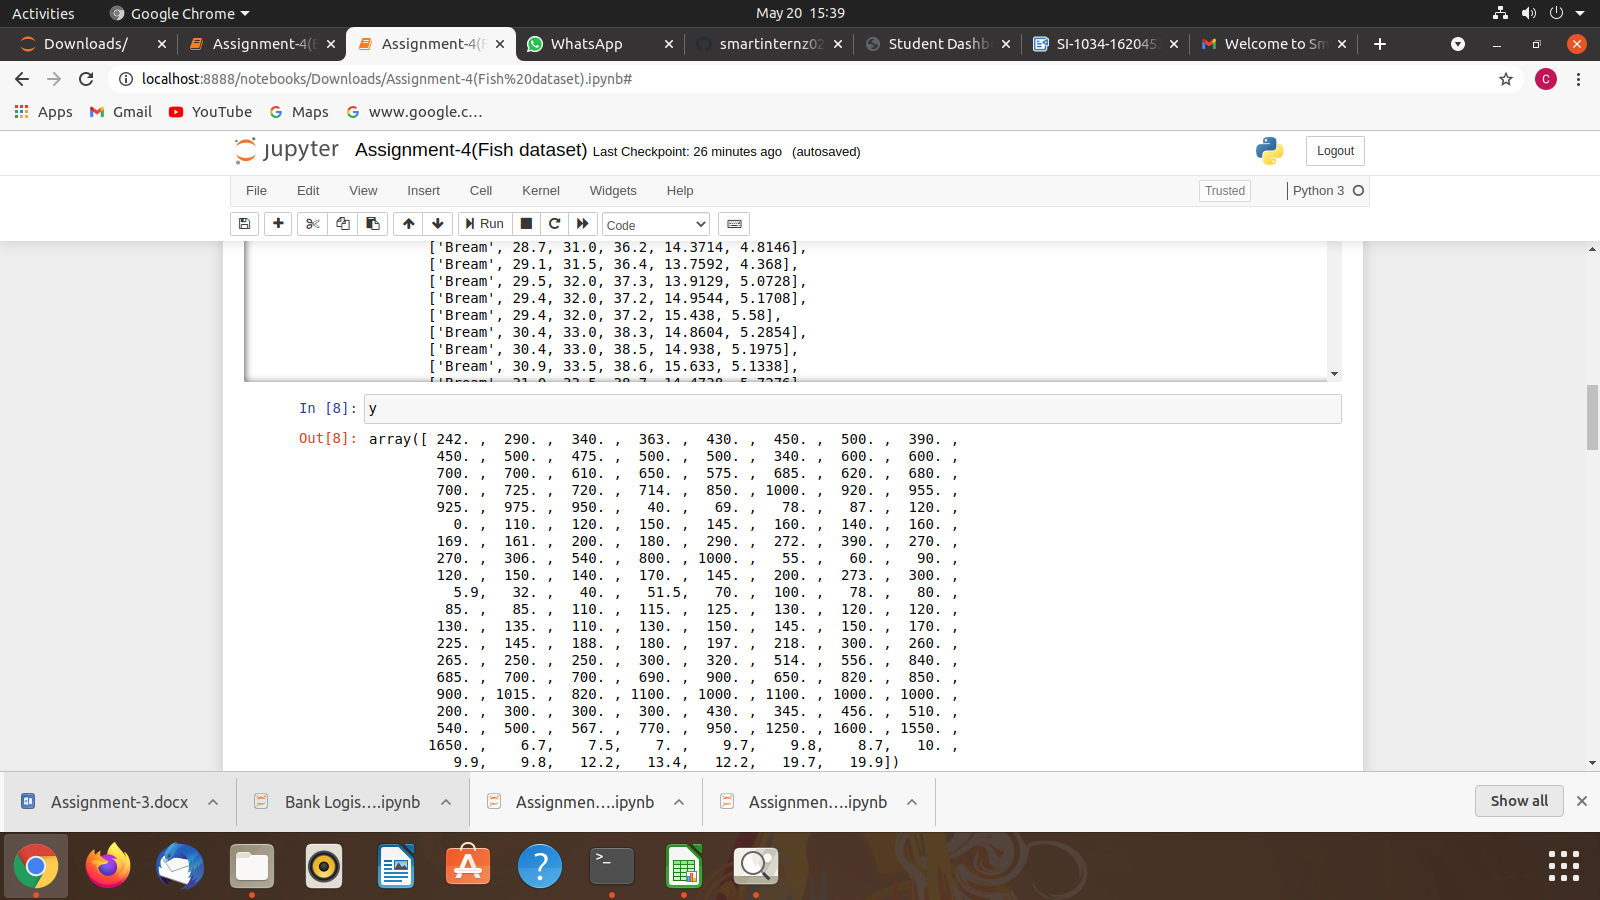 Activities Google Chrome May 20 15:39
Downloads/ Assignment-4(F Assignment-4(F WhatsApp smartinternz02 Student Dashb SI-1034-162045 Welcome to Sm
localhost:8888/notebooks/Downloads/Assignment-4(Fish%20dataset).ipynb# C
Apps Gmail YouTube Maps www.google.c...
jupyter Assignment-4(Fish dataset) Last Checkpoint: 26 minutes ago (autosaved) Logout
File Edit View Insert Cell Kernel Widgets Help Trusted Python 3
Run Code
['Bream', 28.7, 31.0, 36.2, 14.3714, 4.8146],
['Bream', 29.1, 31.5, 36.4, 13.7592, 4.368],
['Bream', 29.5, 32.0, 37.3, 13.9129, 5.0728],
['Bream', 29.4, 32.0, 37.2, 14.9544, 5.1708],
['Bream', 29.4, 32.0, 37.2, 15.438, 5.58],
['Bream', 30.4, 33.0, 38.3, 14.8604, 5.2854],
['Bream', 30.4, 33.0, 38.5, 14.938, 5.1975],
['Bream', 30.9, 33.5, 38.6, 15.633, 5.1338],
['Bream', 31.0, 33.5, 38.7, 14.4738, 5.7276],
In [8]: y
Out[8]: array([ 242. , 290. , 340. , 363. , 430. , 450. , 500. , 390. ,
450. , 500. , 475. , 500. , 500. , 340. , 600. , 600. ,
700. , 700. , 610. , 650. , 575. , 685. , 620. , 680. ,
700. , 725. , 720. , 714. , 850. , 1000. , 920. , 955. ,
925. , 975. , 950. , 40. , 69. , 78. , 87. , 120. ,
0. , 110. , 120. , 150. , 145. , 160. , 140. , 160. ,
169. , 161. , 200. , 180. , 290. , 272. , 390. , 270. ,
270. , 306. , 540. , 800. , 1000. , 55. , 60. , 90. ,
120. , 150. , 140. , 170. , 145. , 200. , 273. , 300. ,
5.9, 32. , 40. , 51.5, 70. , 100. , 78. , 80. ,
85. , 85. , 110. , 115. , 125. , 130. , 120. , 120. ,
130. , 135. , 110. , 130. , 150. , 145. , 150. , 170. ,
225. , 145. , 188. , 180. , 197. , 218. , 300. , 260. ,
265. , 250. , 250. , 300. , 320. , 514. , 556. , 840. ,
685. , 700. , 700. , 690. , 900. , 650. , 820. , 850. ,
900. , 1015. , 820. , 1100. , 1000. , 1100. , 1000. , 1000. ,
200. , 300. , 300. , 300. , 430. , 345. , 456. , 510. ,
540. , 500. , 567. , 770. , 950. , 1250. , 1600. , 1550. ,
1650. , 6.7, 7.5, 7. , 9.7, 9.8, 8.7, 10. ,
9.9, 9.8, 12.2, 13.4, 12.2, 19.7, 19.9])
Assignment-3.docx Bank Logis....ipynb Assignmen....ipynb Assignmen....ipynb Show all